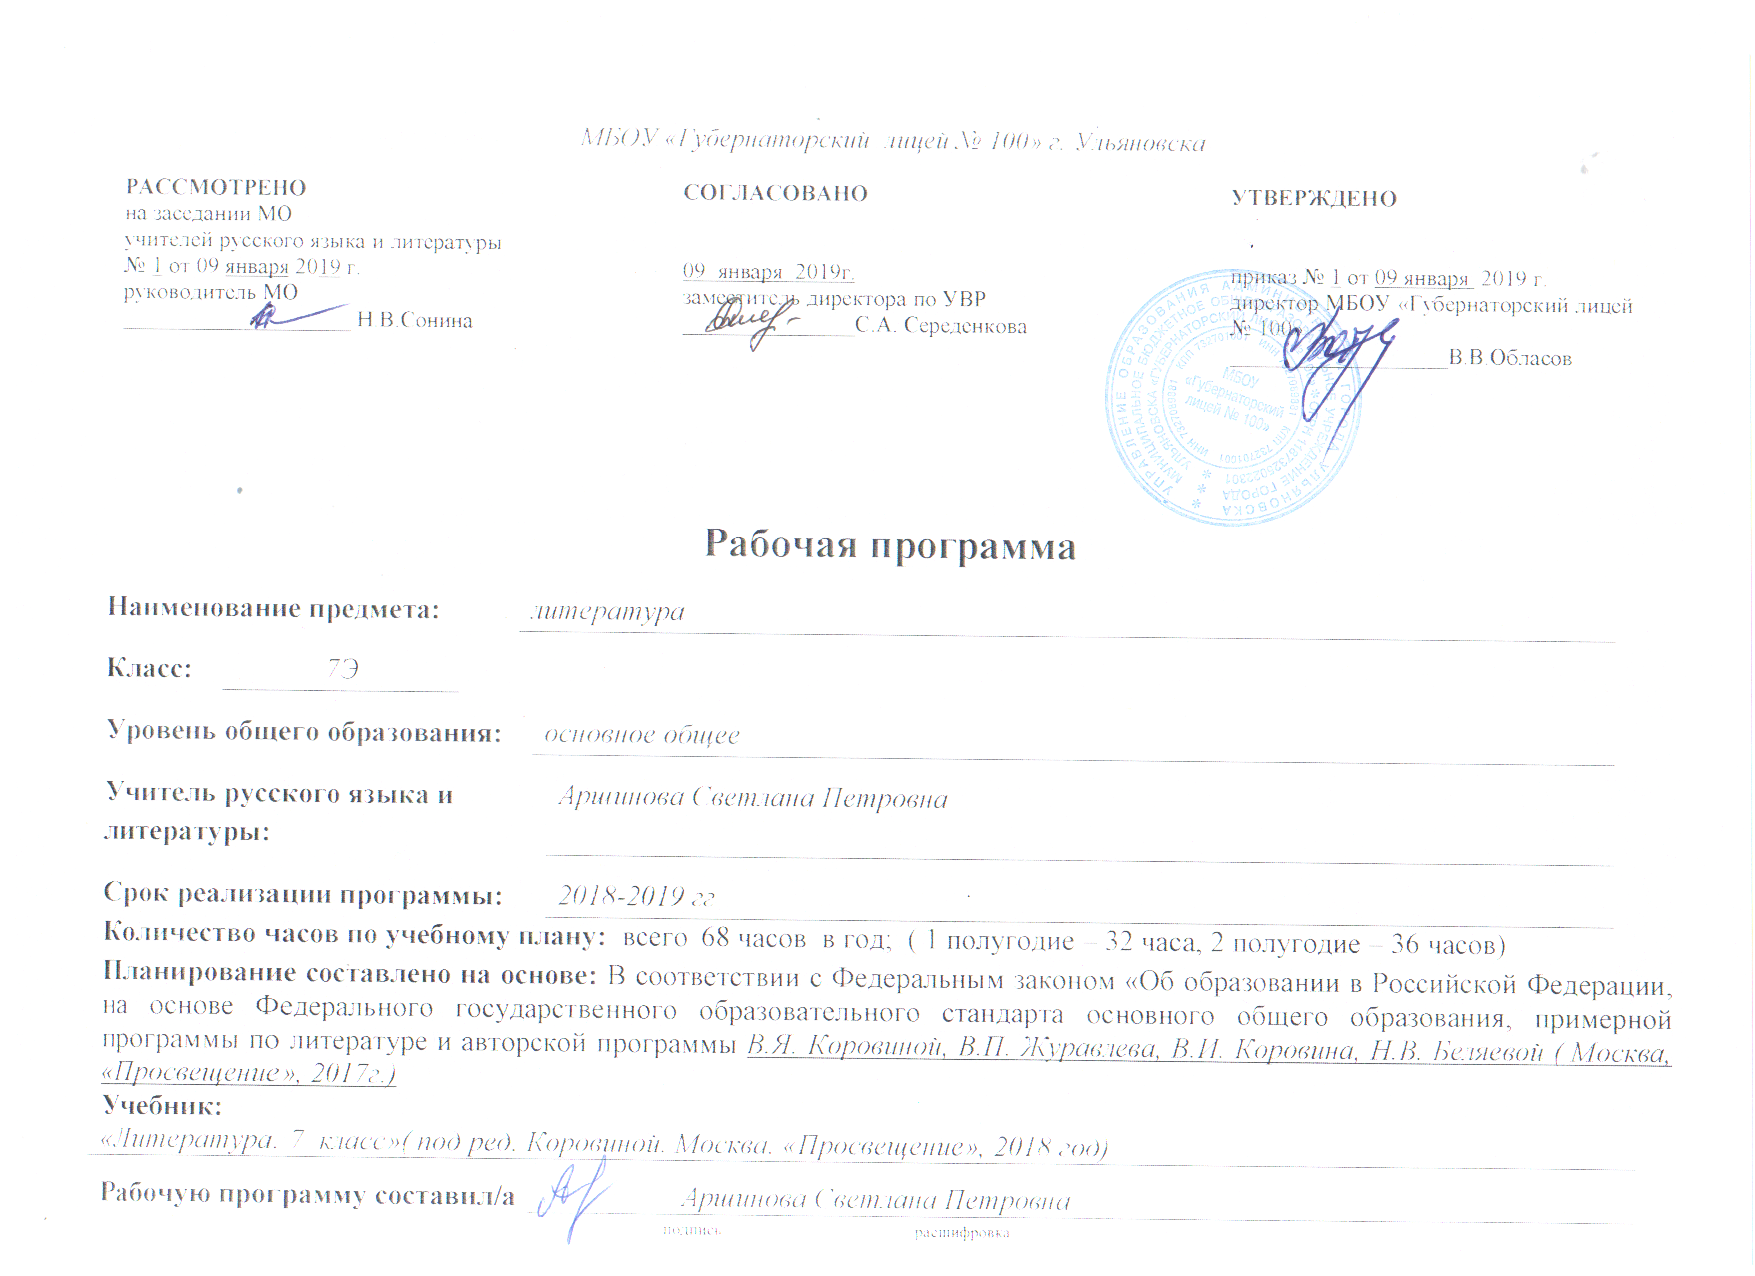 МБОУ «Губернаторский лицей № 100» г. Ульяновска
РАССМОТРЕНО
на заседании МО
учителей русского языка и литературы
№ 1 от 09 января 2019 г.
руководитель МО
Н.В.Сонина
СОГЛАСОВАНО
09 января 2019г.
заместитель директора по УВР
С.А. Середенкова
УТВЕРЖДЕНО
приказ № 1 от 09 января 2019 г.
директор МБОУ «Губернаторский лицей
№ 100»
В.В.Обласов
МБОУ
«Губернаторский
лицей № 100»
Рабочая программа
Наименование предмета: литература
Класс: 7Э
Уровень общего образования: основное общее
Учитель русского языка и Аршинова Светлана Петровна
литературы:
Срок реализации программы: 2018-2019 гг
Количество часов по учебному плану: всего 68 часов в год; ( 1 полугодие – 32 часа, 2 полугодие – 36 часов)
Планирование составлено на основе: В соответствии с Федеральным законом «Об образовании в Российской Федерации,
на основе Федерального государственного образовательного стандарта основного общего образования, примерной
программы по литературе и авторской программы В.Я. Коровиной, В.П. Журавлева, В.И. Коровина, Н.В. Беляевой ( Москва,
«Просвещение», 2017г.)
Учебник:
«Литература. 7 класс»( под ред. Коровиной. Москва. «Просвещение», 2018 год)
Рабочую программу составил/а Аршинова Светлана Петровна
подпись расшифровка